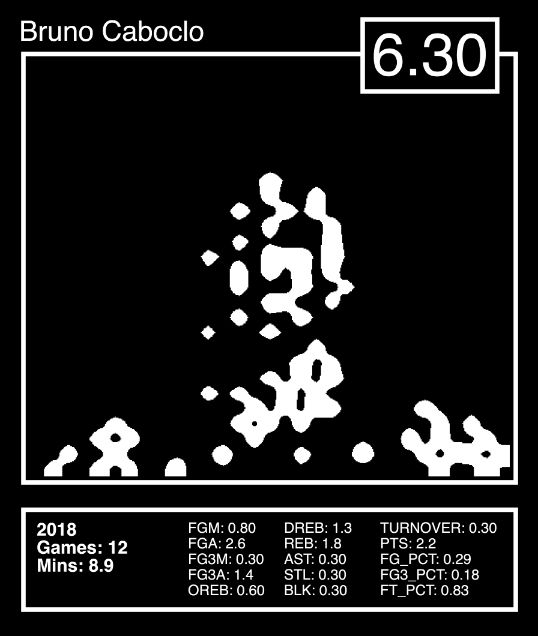 Bruno Caboclo
6.30
2018
Games: 12
Mins: 8.9
FGM: 0.80
FGA: 2.6
FG3M: 0.30
FG3A: 1.4
OREB: 0.60
DREB: 1.3
REB: 1.8
AST: 0.30
STL: 0.30
BLK: 0.30
TURNOVER: 0.30
PTS: 2.2
FG_PCT: 0.29
FG3_PCT: 0.18
FT_PCT: 0.83